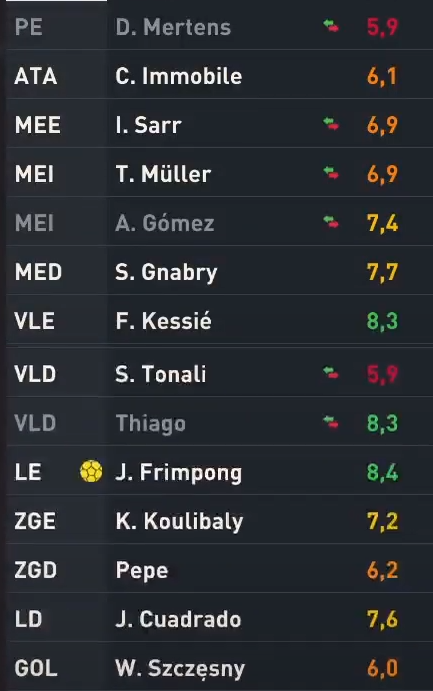 PE D. Mertens 5,9
ATA C. Immobile 6,1
MEE I. Sarr 6,9
MEI T. Müller 6,9
MEI A. Gómez 7,4
MED S. Gnabry 7,7
VLE F. Kessié 8,3
VLD S. Tonali 5,9
VLD Thiago 8,3
LE J. Frimpong 8,4
ZGE K. Koulibaly 7,2
ZGD Pepe 6,2
LD J. Cuadrado 7,6
GOL W. Szczęsny 6,0